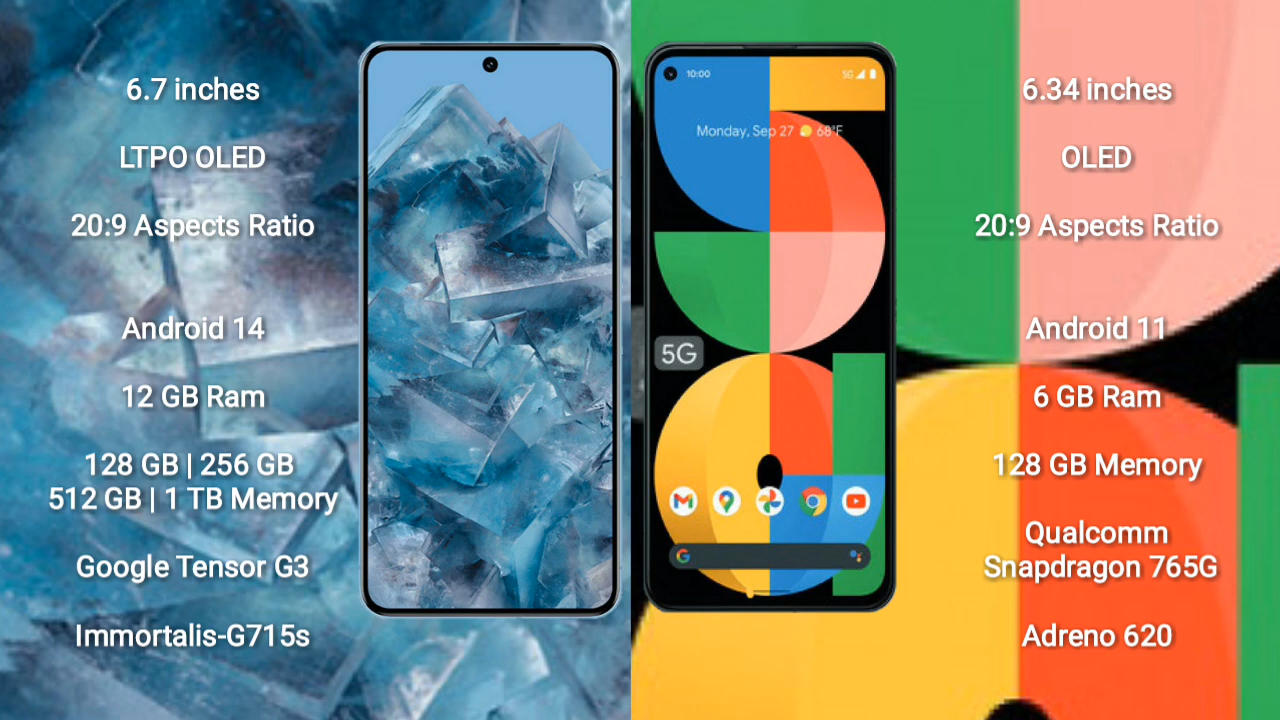 6.7 inches
LTPO OLED
20:9 Aspects Ratio
Android 14
12 GB Ram
128 GB | 256 GB
512 GB | 1 TB Memory
Google Tensor G3
Immortalis-G715s
10:00
5G
Monday, Sep 27 68°F
5G
G
6.34 inches
OLED
20:9 Aspects Ratio
Android 11
6 GB Ram
128 GB Memory
Qualcomm
Snapdragon 765G
Adreno 620